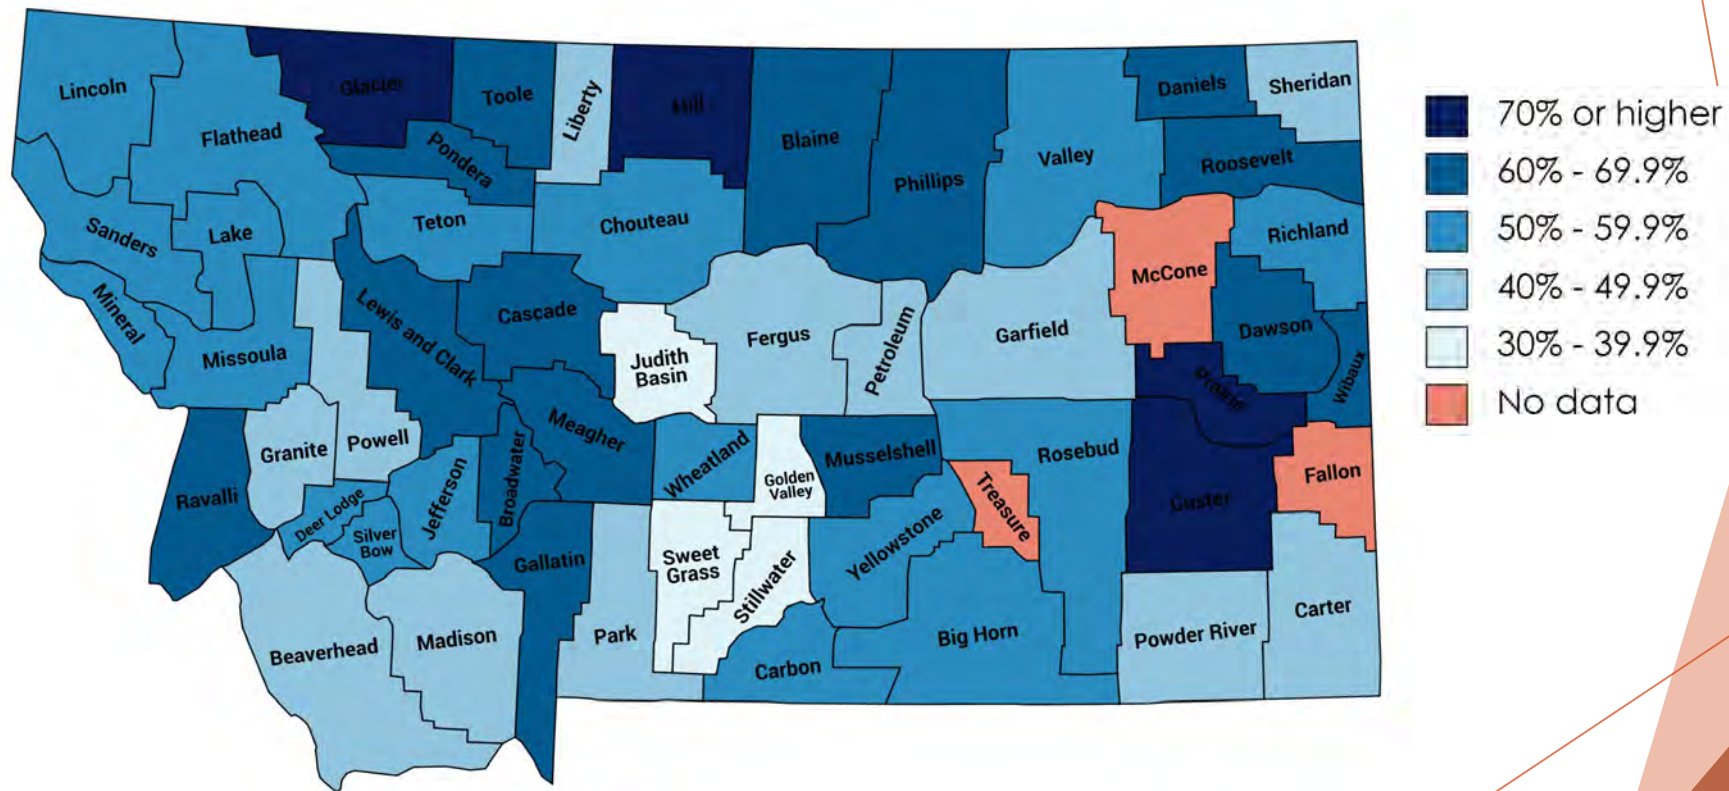 Lincoln
Flathead
Glacier
Toole
Liberty
Hill
Blaine
Phillips
Valley
Daniels
Sheridan
Roosevelt
Pondera
Teton
Chouteau
Sanders
Lake
Mineral
Missoula
Lewis and Clark
Cascade
Judith
Basin
Fergus
Petroleum
Garfield
McCone
Richland
Dawson
Wibaux
Prairie
Granite
Powell
Ravalli
Deer Lodge
Silver
Bow
Jefferson
Broadwater
Meagher
Wheatland
Golden
Valley
Musselshell
Rosebud
Treasure
Custer
Fallon
Gallatin
Sweet
Grass
Stillwater
Yellowstone
Beaverhead
Madison
Park
Carbon
Big Horn
Powder River
Carter
70% or higher
60% - 69.9%
50% - 59.9%
40% - 49.9%
30% - 39.9%
No data